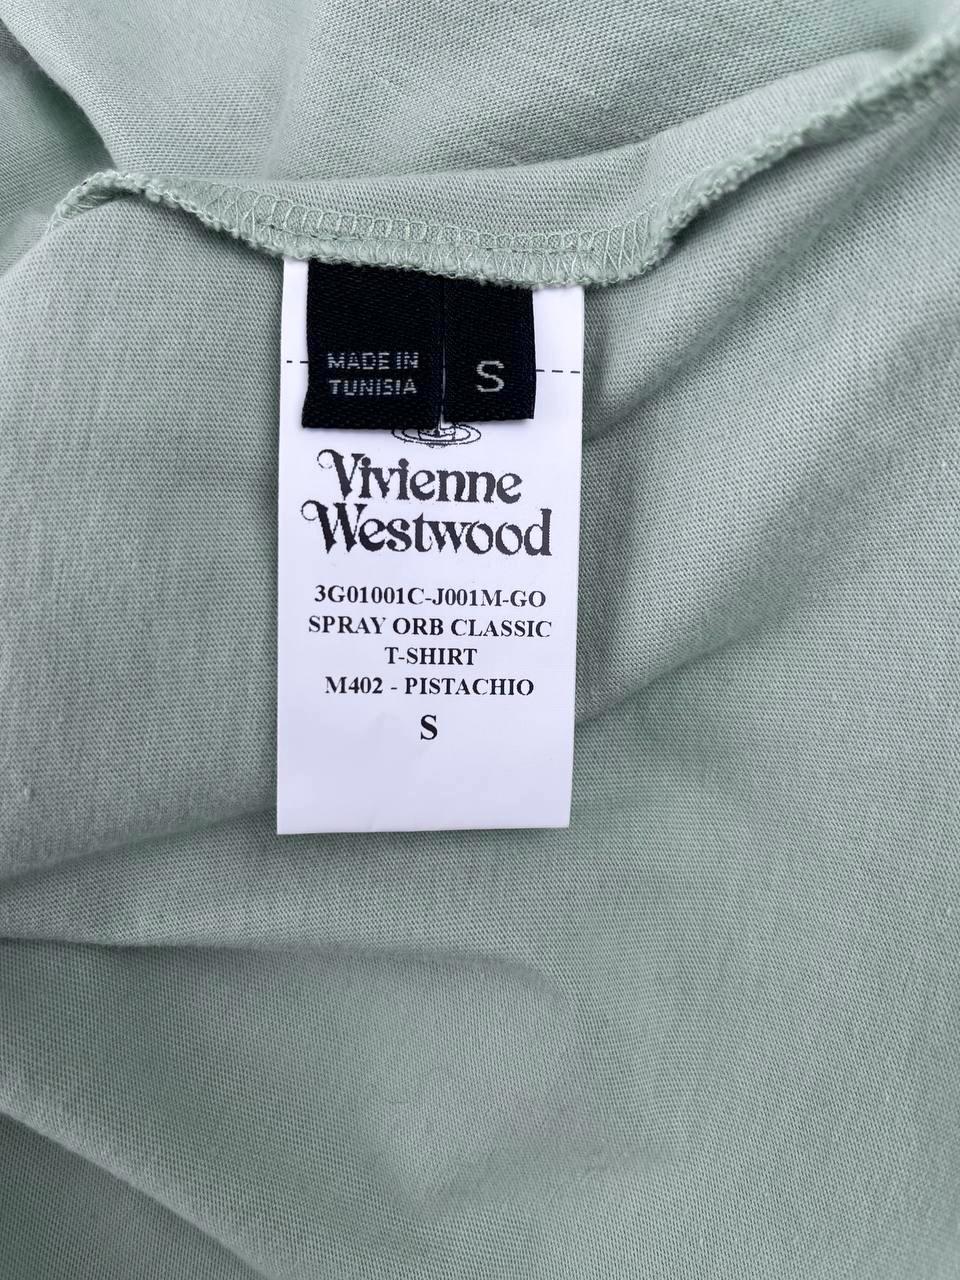 MADE IN
TUNISIA
S
Vivienne
Westwood
3G01001C-J001M-GO
SPRAY ORB CLASSIC
T-SHIRT
M402 - PISTACHIO
S